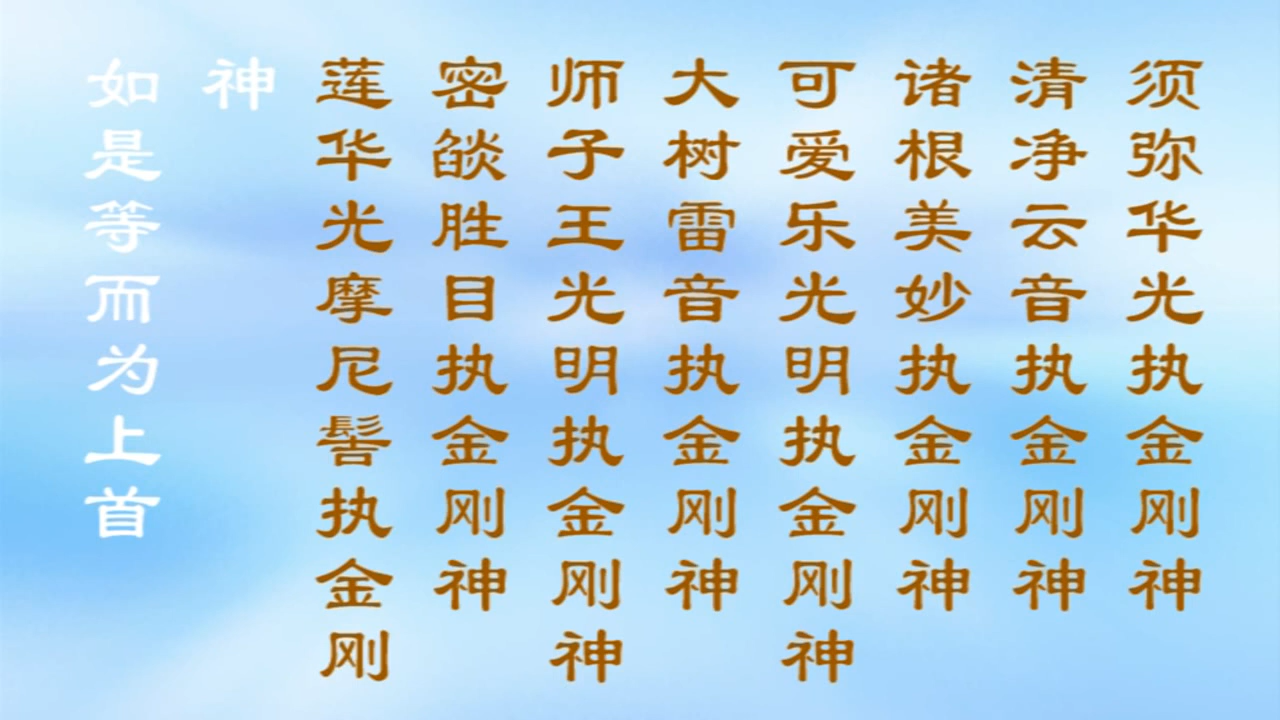 须弥华光执金刚神
清净云音执金刚神
诸根美妙执金刚神
可爱乐光明执金刚神
大树雷音执金刚神
师子王光明执金刚神
密燄胜目执金刚神
莲华光摩尼髻执金刚
神
如是等而为上首